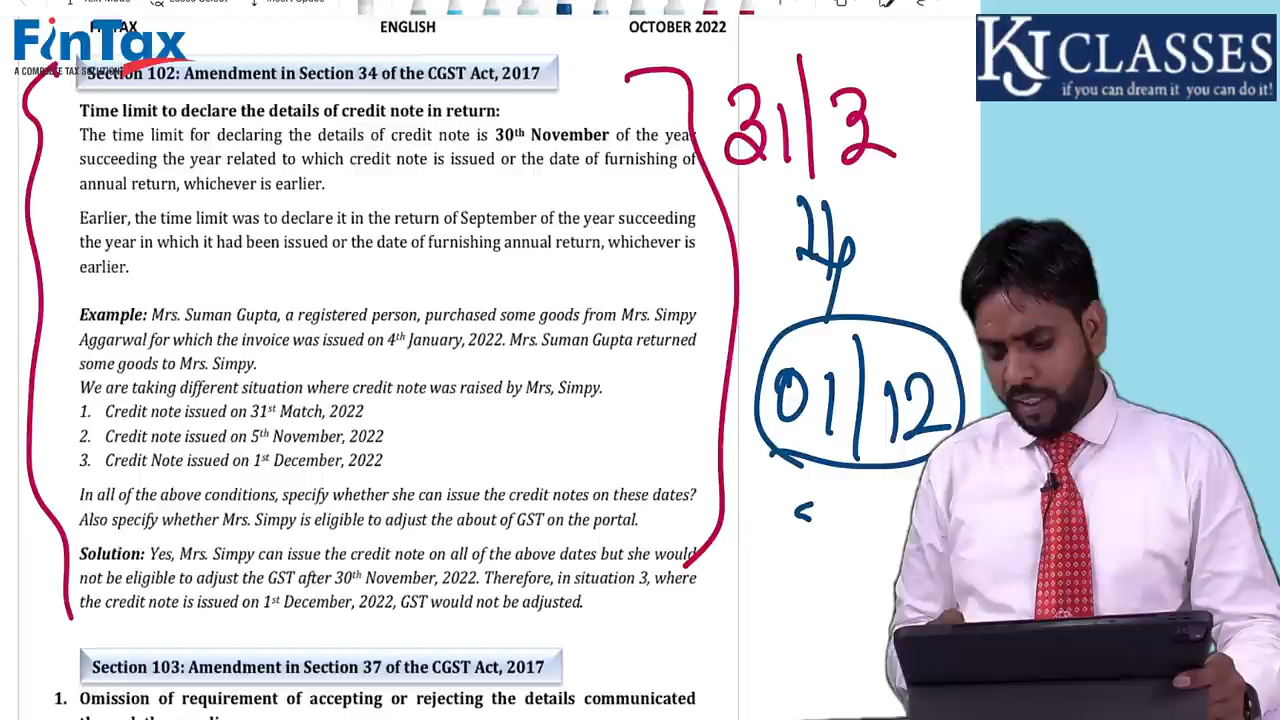 Text Mode
Lasso Select
Insert Space
FinTax
A COMPLETE TAX SOLUTION
ENGLISH
OCTOBER 2022
KJ CLASSES
if you can dream it you can do it!
Section 102: Amendment in Section 34 of the CGST Act, 2017
Time limit to declare the details of credit note in return:
The time limit for declaring the details of credit note is 30th November of the year
succeeding the year related to which credit note is issued or the date of furnishing of
annual return, whichever is earlier.
Earlier, the time limit was to declare it in the return of September of the year succeeding
the year in which it had been issued or the date of furnishing annual return, whichever is
earlier.
Example: Mrs. Suman Gupta, a registered person, purchased some goods from Mrs. Simpy
Aggarwal for which the invoice was issued on 4th January, 2022. Mrs. Suman Gupta returned
some goods to Mrs. Simpy.
We are taking different situation where credit note was raised by Mrs, Simpy.
1. Credit note issued on 31st Match, 2022
2. Credit note issued on 5th November, 2022
3. Credit Note issued on 1st December, 2022
In all of the above conditions, specify whether she can issue the credit notes on these dates?
Also specify whether Mrs. Simpy is eligible to adjust the about of GST on the portal.
Solution: Yes, Mrs. Simpy can issue the credit note on all of the above dates but she would
not be eligible to adjust the GST after 30th November, 2022. Therefore, in situation 3, where
the credit note is issued on 1st December, 2022, GST would not be adjusted.
31/3
01/12
Section 103: Amendment in Section 37 of the CGST Act, 2017
1. Omission of requirement of accepting or rejecting the details communicated